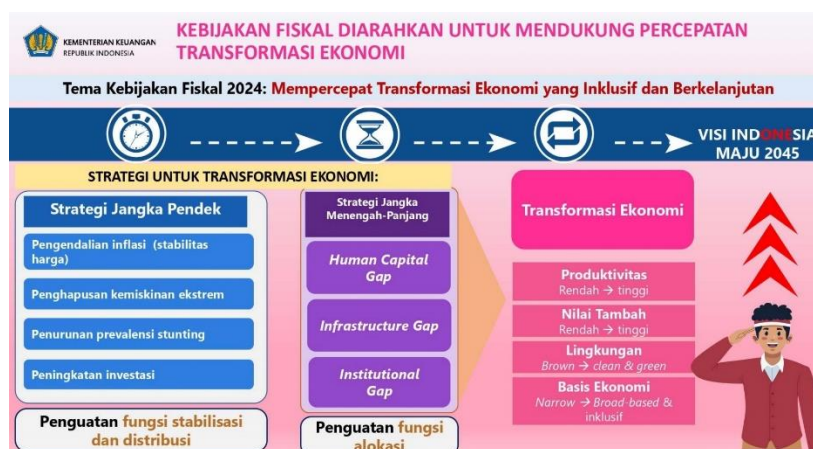 KEMENTERIAN KEUANGAN
REPUBLIK INDONESIA
KEBIJAKAN FISKAL DIARAHKAN UNTUK MENDUKUNG PERCEPATAN
TRANSFORMASI EKONOMI
Tema Kebijakan Fiskal 2024: Mempercepat Transformasi Ekonomi yang Inklusif dan Berkelanjutan
VISI INDONESIA
MAJU 2045
STRATEGI UNTUK TRANSFORMASI EKONOMI:
Strategi Jangka Pendek
Pengendalian inflasi (stabilitas
harga)
Penghapusan kemiskinan ekstrem
Penurunan prevalensi stunting
Peningkatan investasi
Penguatan fungsi stabilisasi
dan distribusi
Strategi Jangka
Menengah-Panjang
Human Capital
Gap
Infrastructure Gap
Institutional
Gap
Penguatan fungsi
alokasi
Transformasi Ekonomi
Produktivitas
Rendah → tinggi
Nilai Tambah
Rendah → tinggi
Lingkungan
Brown → clean & green
Basis Ekonomi
Narrow → Broad-based &
inklusif